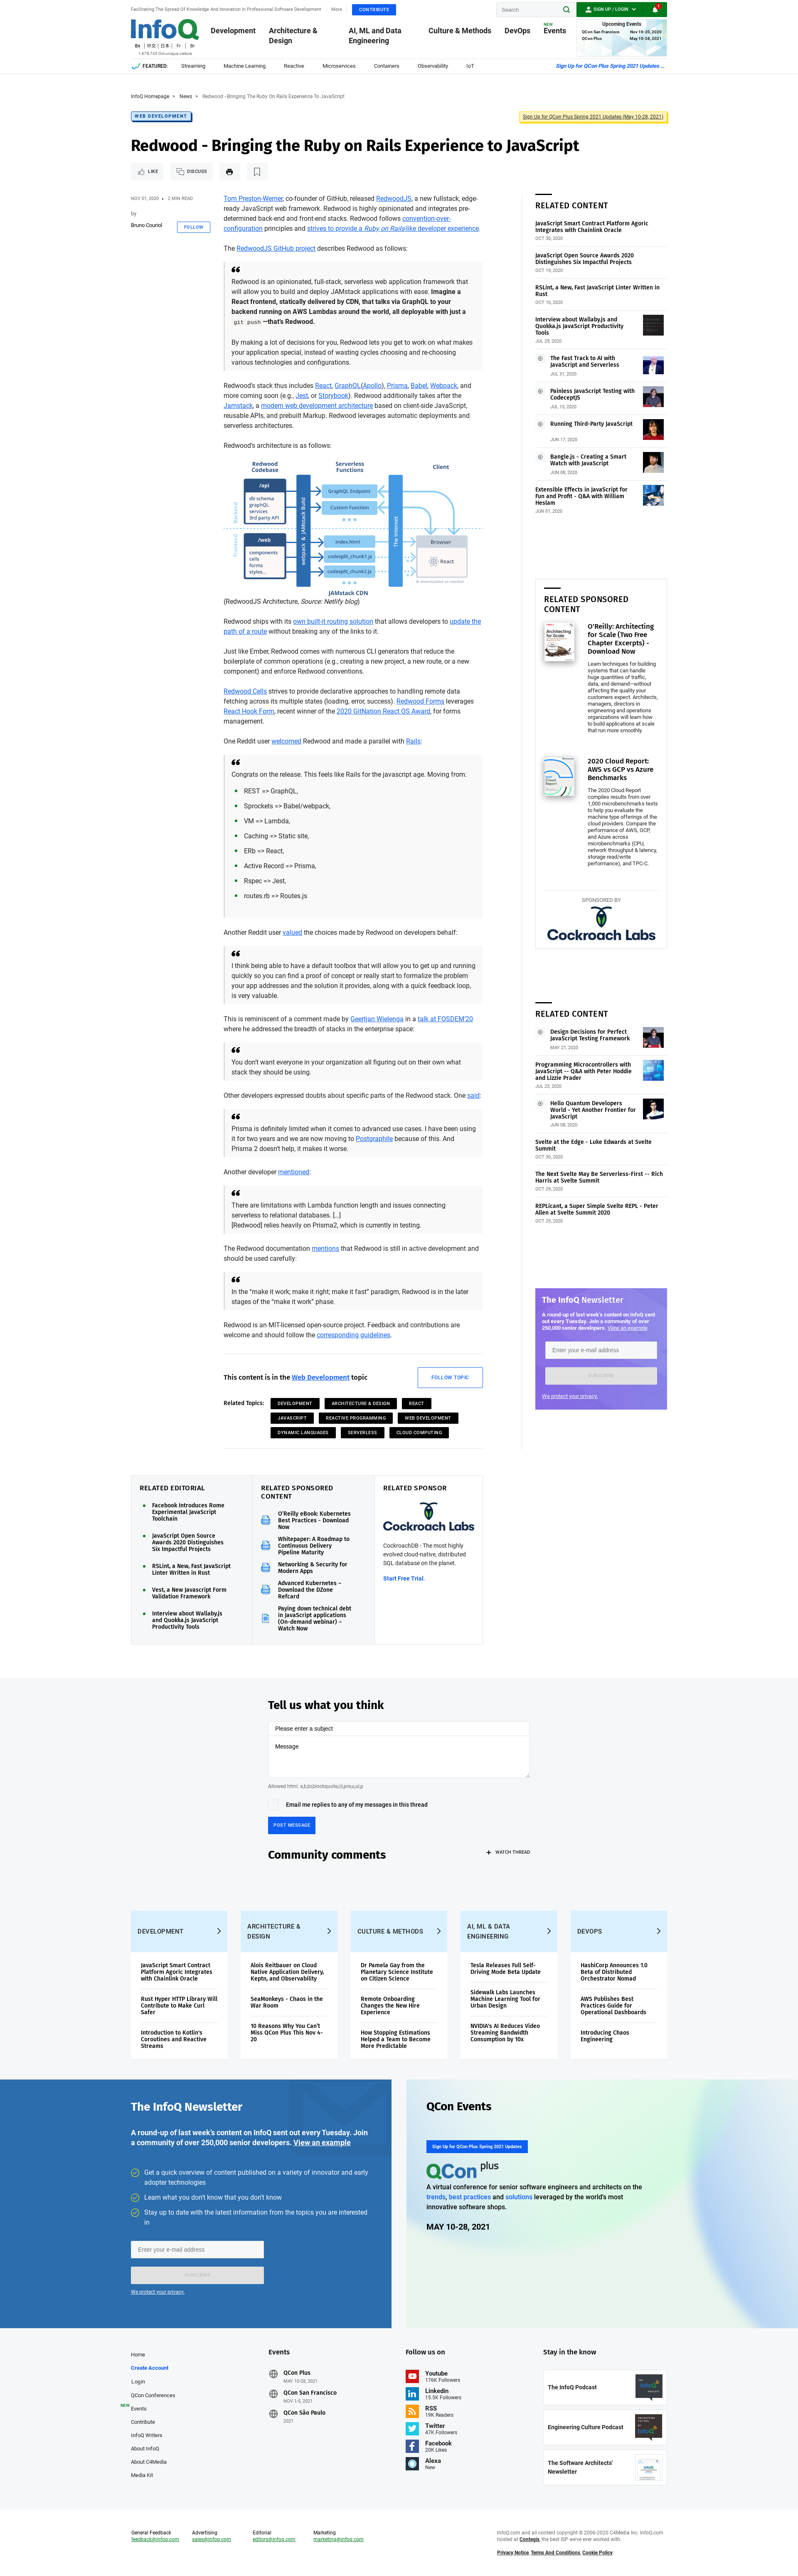 Facilitating The Spread Of Knowledge And Innovation In Professional Software Development
More
CONTRIBUTE
Search
SIGN UP / LOGIN
InfoQ
En | 中文 | 日本 | Fr | Br
Development
Architecture &
Design
AI, ML and Data
Engineering
Culture & Methods
DevOps
NEW
Events
Upcoming Events
QCon San Francisco Nov 16-20, 2020
QCon Plus May 10-28, 2021
FEATURED:
Streaming
Machine Learning
Reactive
Microservices
Containers
Observability
IoT
Sign Up for QCon Plus Spring 2021 Updates ...
InfoQ Homepage > News > Redwood - Bringing The Ruby On Rails Experience To JavaScript
WEB DEVELOPMENT
Sign Up for QCon Plus Spring 2021 Updates (May 10-28, 2021)
Redwood - Bringing the Ruby on Rails Experience to JavaScript
LIKE
DISCUSS
NOV 01, 2020 • 2 MIN READ
by
Bruno Couriol
FOLLOW
Tom Preston-Werner, co-founder of GitHub, released RedwoodJS, a new fullstack, edge-
ready JavaScript web framework. Redwood is highly opinionated and integrates pre-
determined back-end and front-end stacks. Redwood follows convention-over-
configuration principles and strives to provide a Ruby on Rails-like developer experience.
The RedwoodJS GitHub project describes Redwood as follows:
Redwood is an opinionated, full-stack, serverless web application framework that
will allow you to build and deploy JAMstack applications with ease. Imagine a
React frontend, statically delivered by CDN, that talks via GraphQL to your
backend running on AWS Lambdas around the world, all deployable with just a
git push —that's Redwood.
By making a lot of decisions for you, Redwood lets you get to work on what makes
your application special, instead of wasting cycles choosing and re-choosing
various technologies and configurations.
Redwood's stack thus includes React, GraphQL(Apollo), Prisma, Babel, Webpack, and
more coming soon (e.g., Jest, or Storybook). Redwood additionally takes after the
Jamstack, a modern web development architecture based on client-side JavaScript,
reusable APIs, and prebuilt Markup. Redwood leverages automatic deployments and
serverless architectures.
Redwood's architecture is as follows:
Redwood
Codebase
Serverless
Functions
Client
Backend
/api
db schema
graphQL
services
3rd party API
GraphQL Endpoint
Custom Function
webpack & JAMstack Build
The Internet
Frontend
/web
components
cells
forms
styles...
index.html
codesplit_chunk1.js
codesplit_chunk2.js
Browser
React
JAMstack CDN
(RedwoodJS Architecture, Source: Netlify blog)
Redwood ships with its own built-it routing solution that allows developers to update the
path of a route without breaking any of the links to it.
Just like Ember, Redwood comes with numerous CLI generators that reduce the
boilerplate of common operations (e.g., creating a new project, a new route, or a new
component) and enforce Redwood conventions.
Redwood Cells strives to provide declarative approaches to handling remote data
fetching across its multiple states (loading, error, success). Redwood Forms leverages
React Hook Form, recent winner of the 2020 GitNation React OS Award, for forms
management.
One Reddit user welcomed Redwood and made a parallel with Rails:
Congrats on the release. This feels like Rails for the javascript age. Moving from:
REST => GraphQL,
Sprockets => Babel/webpack,
VM => Lambda,
Caching => Static site,
ERb => React,
Active Record => Prisma,
Rspec => Jest,
routes.rb => Routes.js
Another Reddit user valued the choices made by Redwood on developers behalf:
I think being able to have a default toolbox that will allow you to get up and running
quickly so you can find a proof of concept or really start to formulate a real-world
application and address the solution it provides, along with a quick feedback loop,
is very valuable.
This is reminiscent of a comment made by Geertjan Wielenga in a talk at FOSDEM'20
where he addressed the breadth of stacks in the enterprise space:
You don't want everyone in your organization all figuring out on their own what
stack they should be using.
Other developers expressed doubts about specific parts of the Redwood stack. One said:
Prisma is definitely limited when it comes to advanced use cases. I have been using
it for two years and we are now moving to Postgraphile because of this. And
Prisma 2 doesn't help, it makes it worse.
Another developer mentioned:
There are limitations with Lambda function length and issues connecting
serverless to relational databases. [...]
[Redwood] relies heavily on Prisma2, which is currently in testing.
The Redwood documentation mentions that Redwood is still in active development and
should be used carefully:
In the "make it work; make it right; make it fast" paradigm, Redwood is in the later
stages of the "make it work" phase.
Redwood is an MIT-licensed open-source project. Feedback and contributions are
welcome and should follow the corresponding guidelines.
This content is in the Web Development topic
FOLLOW TOPIC
Related Topics:
DEVELOPMENT
ARCHITECTURE & DESIGN
REACT
JAVASCRIPT
REACTIVE PROGRAMMING
WEB DEVELOPMENT
DYNAMIC LANGUAGES
SERVERLESS
CLOUD COMPUTING
RELATED CONTENT
JavaScript Smart Contract Platform Agoric
Integrates with Chainlink Oracle
OCT 30, 2020
JavaScript Open Source Awards 2020
Distinguishes Six Impactful Projects
OCT 19, 2020
RSLint, a New, Fast JavaScript Linter Written in
Rust
OCT 10, 2020
Interview about Wallaby.js and
Quokka.js JavaScript Productivity
Tools
JUL 29, 2020
The Fast Track to AI with
JavaScript and Serverless
JUL 31, 2020
Painless JavaScript Testing with
CodeceptJS
JUL 15, 2020
Running Third-Party JavaScript
JUN 17, 2020
Bangle.js - Creating a Smart
Watch with JavaScript
JUN 08, 2020
Extensible Effects in JavaScript for
Fun and Profit - Q&A with William
Heslam
JUN 01, 2020
RELATED SPONSORED
CONTENT
O'Reilly: Architecting
for Scale (Two Free
Chapter Excerpts) -
Download Now
Learn techniques for building
systems that can handle
huge quantities of traffic,
data, and demand—without
affecting the quality your
customers expect. Architects,
managers, directors in
engineering and operations
organizations will learn how
to build applications at scale
that run more smoothly.
2020 Cloud Report:
AWS vs GCP vs Azure
Benchmarks
The 2020 Cloud Report
compiles results from over
1,000 microbenchmarks tests
to help you evaluate the
machine type offerings of the
cloud providers. Compare the
performance of AWS, GCP,
and Azure across
microbenchmarks (CPU,
network throughput & latency,
storage read/write
performance), and TPC-C.
SPONSORED BY
Cockroach Labs
RELATED CONTENT
Design Decisions for Perfect
JavaScript Testing Framework
MAY 21, 2020
Programming Microcontrollers with
JavaScript -- Q&A with Peter Hoddie
and Lizzie Prader
JUL 23, 2020
Hello Quantum Developers
World - Yet Another Frontier for
JavaScript
JUN 08, 2020
Svelte at the Edge - Luke Edwards at Svelte
Summit
OCT 30, 2020
The Next Svelte May Be Serverless-First -- Rich
Harris at Svelte Summit
OCT 29, 2020
REPLicant, a Super Simple Svelte REPL - Peter
Allen at Svelte Summit 2020
OCT 25, 2020
The InfoQ Newsletter
A round-up of last week's content on InfoQ sent
out every Tuesday. Join a community of over
250,000 senior developers. View an example
Enter your e-mail address
SUBSCRIBE
We protect your privacy.
RELATED EDITORIAL
Facebook Introduces Rome
Experimental JavaScript
Toolchain
JavaScript Open Source
Awards 2020 Distinguishes
Six Impactful Projects
RSLint, a New, Fast JavaScript
Linter Written in Rust
Vest, a New Javascript Form
Validation Framework
Interview about Wallaby.js
and Quokka.js JavaScript
Productivity Tools
RELATED SPONSORED
CONTENT
O'Reilly eBook: Kubernetes
Best Practices - Download
Now
Whitepaper: A Roadmap to
Continuous Delivery
Pipeline Maturity
Networking & Security for
Modern Apps
Advanced Kubernetes –
Download the DZone
Refcard
Paying down technical debt
in JavaScript applications
(On-demand webinar) –
Watch Now
RELATED SPONSOR
Cockroach Labs
CockroachDB - The most highly
evolved cloud-native, distributed
SQL database on the planet.
Start Free Trial.
Tell us what you think
Please enter a subject
Message
Allowed html: a,b,br,blockquote,i,li,pre,u,ul,p
Email me replies to any of my messages in this thread
POST MESSAGE
Community comments
WATCH THREAD
DEVELOPMENT
JavaScript Smart Contract
Platform Agoric Integrates
with Chainlink Oracle
Rust Hyper HTTP Library Will
Contribute to Make Curl
Safer
Introduction to Kotlin's
Coroutines and Reactive
Streams
ARCHITECTURE &
DESIGN
Alois Reitbauer on Cloud
Native Application Delivery,
Keptn, and Observability
SeaMonkeys - Chaos in the
War Room
10 Reasons Why You Can't
Miss QCon Plus This Nov 4-
20
CULTURE & METHODS
Dr Pamela Gay from the
Planetary Science Institute
on Citizen Science
Remote Onboarding
Changes the New Hire
Experience
How Stopping Estimations
Helped a Team to Become
More Predictable
AI, ML & DATA
ENGINEERING
Tesla Releases Full Self-
Driving Mode Beta Update
Sidewalk Labs Launches
Machine Learning Tool for
Urban Design
NVIDIA's AI Reduces Video
Streaming Bandwidth
Consumption by 10x
DEVOPS
HashiCorp Announces 1.0
Beta of Distributed
Orchestrator Nomad
AWS Publishes Best
Practices Guide for
Operational Dashboards
Introducing Chaos
Engineering
The InfoQ Newsletter
A round-up of last week's content on InfoQ sent out every Tuesday. Join
a community of over 250,000 senior developers. View an example
Get a quick overview of content published on a variety of innovator and early
adopter technologies
Learn what you don't know that you don't know
Stay up to date with the latest information from the topics you are interested
in
Enter your e-mail address
SUBSCRIBE
We protect your privacy.
QCon Events
Sign Up for QCon Plus Spring 2021 Updates
QCon plus
A virtual conference for senior software engineers and architects on the
trends, best practices and solutions leveraged by the world's most
innovative software shops.
MAY 10-28, 2021
Home
Create Account
Login
QCon Conferences
NEW
Events
Contribute
InfoQ Writers
About InfoQ
About C4Media
Media Kit
Events
QCon Plus
MAY 10-28, 2021
QCon San Francisco
NOV 1-5, 2021
QCon São Paulo
2021
Follow us on
Youtube
176K Followers
Linkedin
15.5K Followers
RSS
19K Readers
Twitter
47K Followers
Facebook
20K Likes
Alexa
New
Stay in the know
The InfoQ Podcast
Engineering Culture Podcast
The Software Architects'
Newsletter
General Feedback
feedback@infoq.com
Advertising
sales@infoq.com
Editorial
editors@infoq.com
Marketing
marketing@infoq.com
InfoQ.com and all content copyright © 2006-2020 C4Media Inc. InfoQ.com
hosted at Contegix, the best ISP we've ever worked with.
Privacy Notice, Terms And Conditions, Cookie Policy